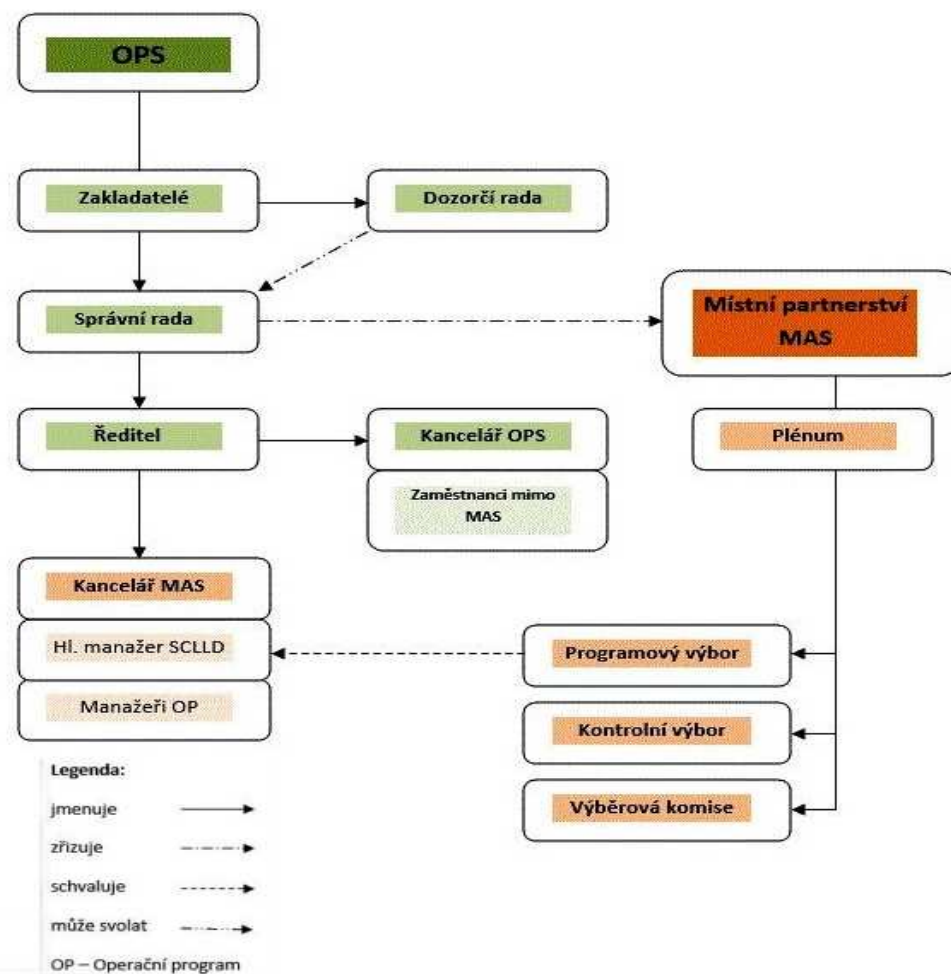 OPS
Zakladatelé
Dozorčí rada
Správní rada
Místní partnerství
MAS
Ředitel
Kancelář OPS
Plénum
Zaměstnanci mimo
MAS
Kancelář MAS
Hl. manažer SCLLD
Programový výbor
Manažeři OP
Kontrolní výbor
Výběrová komise
Legenda:
jmenuje
zřizuje
schvaluje
může svolat
OP – Operační program